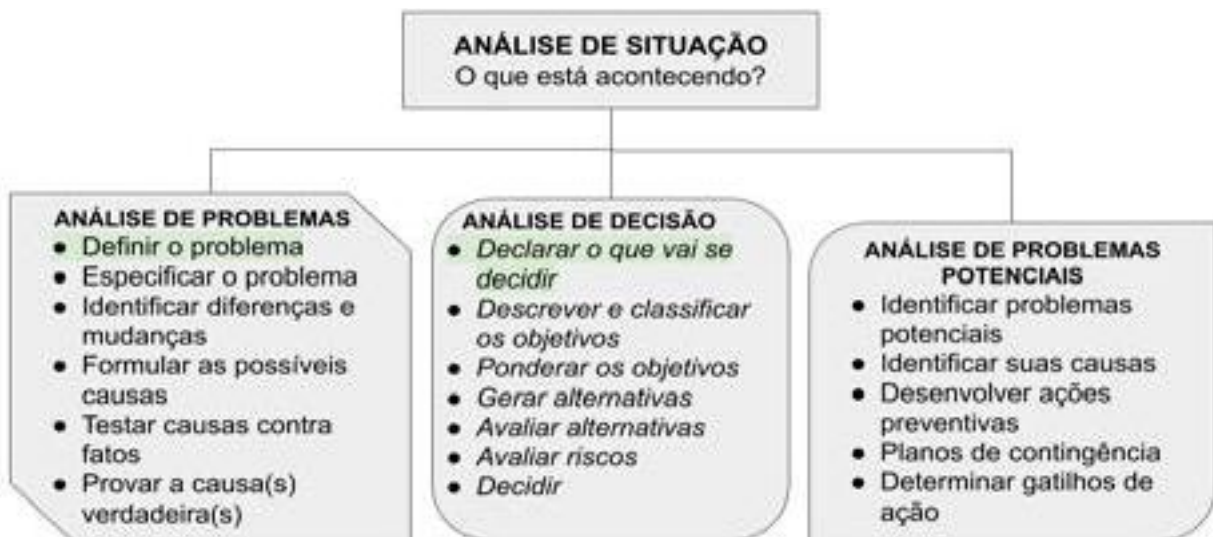 ANÁLISE DE SITUAÇÃO
O que está acontecendo?
ANÁLISE DE PROBLEMAS
● Definir o problema
● Especificar o problema
● Identificar diferenças e
mudanças
● Formular as possíveis
causas
● Testar causas contra
fatos
● Provar a causa(s)
verdadeira(s)
ANÁLISE DE DECISÃO
● Declarar o que vai se
decidir
● Descrever e classificar
os objetivos
● Ponderar os objetivos
● Gerar alternativas
● Avaliar alternativas
● Avaliar riscos
● Decidir
ANÁLISE DE PROBLEMAS
POTENCIAIS
● Identificar problemas
potenciais
● Identificar suas causas
● Desenvolver ações
preventivas
● Planos de contingência
● Determinar gatilhos de
ação